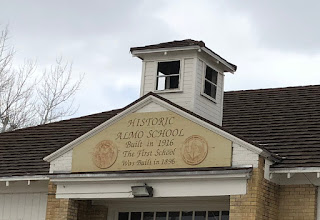 HISTORIC
ALMO SCHOOL
Built in 1916
The First School
Was Built in 1896